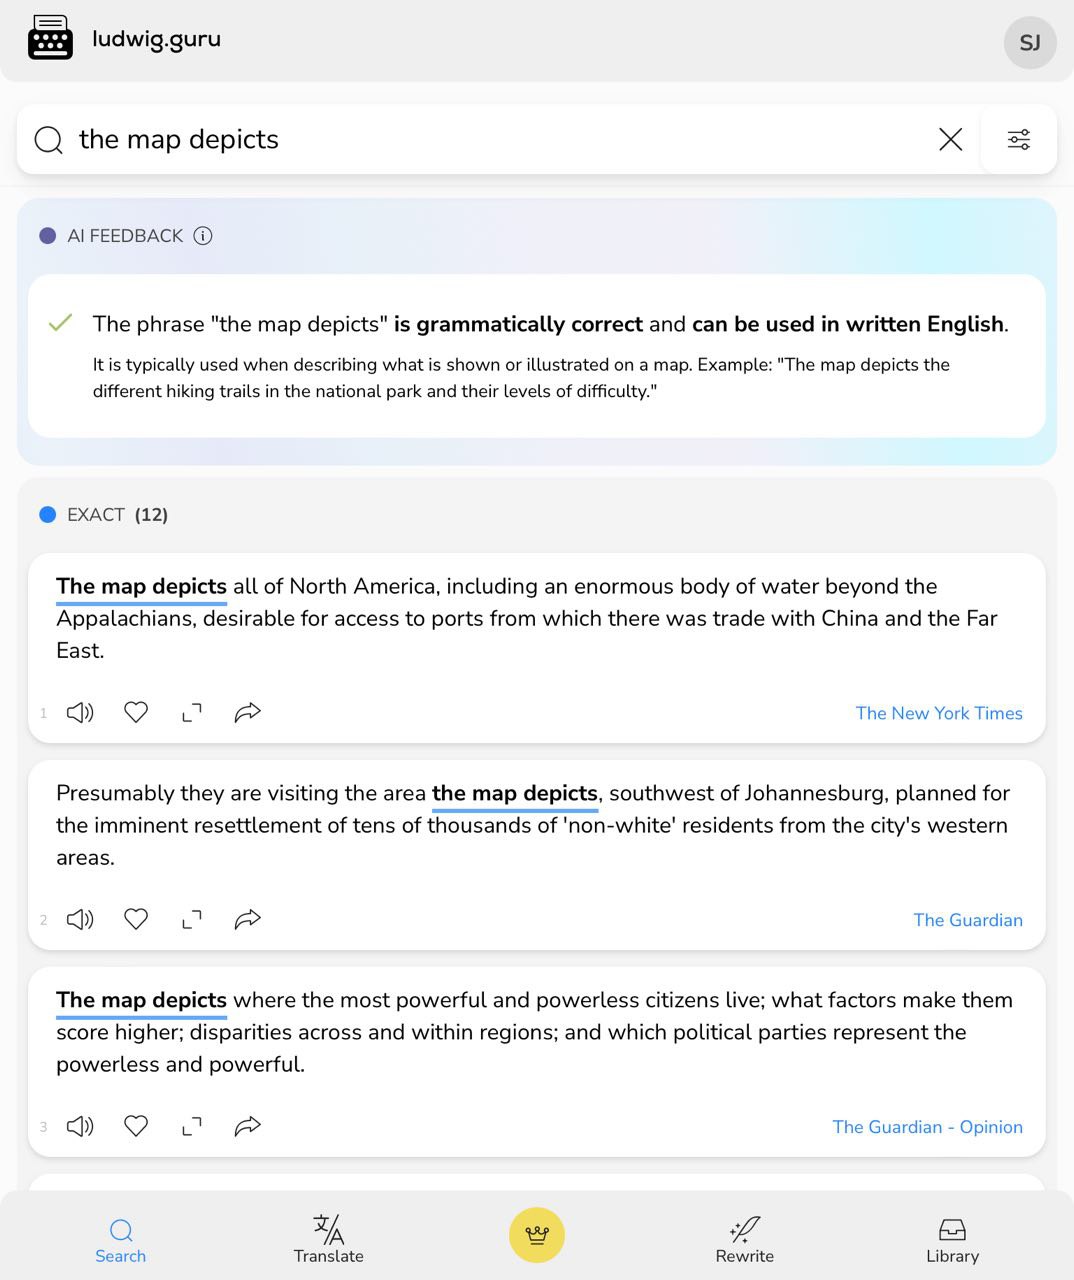 ludwig.guru
SJ
the map depicts
AI FEEDBACK
The phrase "the map depicts" is grammatically correct and can be used in written English.
It is typically used when describing what is shown or illustrated on a map. Example: "The map depicts the
different hiking trails in the national park and their levels of difficulty."
EXACT (12)
The map depicts all of North America, including an enormous body of water beyond the
Appalachians, desirable for access to ports from which there was trade with China and the Far
East.
1
The New York Times
Presumably they are visiting the area the map depicts, southwest of Johannesburg, planned for
the imminent resettlement of tens of thousands of 'non-white' residents from the city's western
areas.
2
The Guardian
The map depicts where the most powerful and powerless citizens live; what factors make them
score higher; disparities across and within regions; and which political parties represent the
powerless and powerful.
3
The Guardian - Opinion
Search
Translate
Rewrite
Library